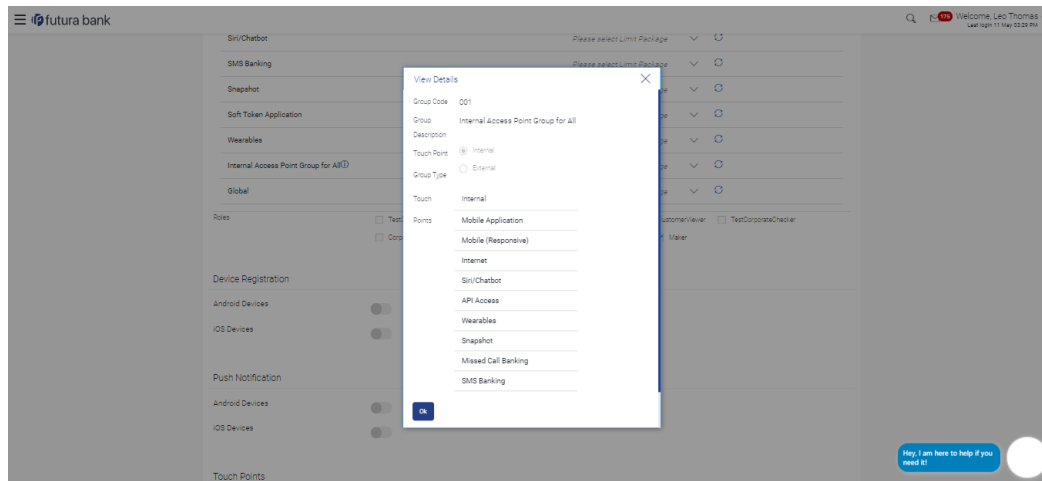 futura bank
175
Welcome, Leo Thomas
Last login 11 May 03:29 PM
Siri/Chatbot
Please select Limit Package
SMS Banking
Please select Limit Package
Snapshot
Soft Token Application
Wearables
Internal Access Point Group for All
Global
View Details
Group Code 001
Group Description Internal Access Point Group for All
Touch Point Group Type
Internal
External
Touch Points
Internal
Mobile Application
Mobile (Responsive)
Internet
Siri/Chatbot
API Access
Wearables
Snapshot
Missed Call Banking
SMS Banking
Ok
Roles
TestCorporateChecker
Maker
Device Registration
Android Devices
iOS Devices
Push Notification
Android Devices
iOS Devices
Touch Points
Hey, I am here to help if you
need it!